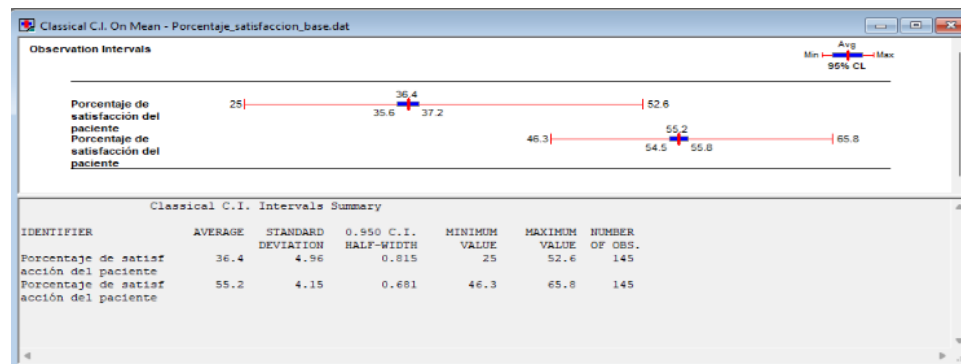 Classical C.I. On Mean - Porcentaje_satisfaccion_base.dat
Observation Intervals
Avg
Min Max
95% CL
Porcentaje de
satisfacción del
paciente
25 36.4 52.6
35.6 37.2
Porcentaje de
satisfacción del
paciente
46.3 55.2 65.8
54.5 55.8
Classical C.I. Intervals Summary
IDENTIFIER AVERAGE STANDARD 0.950 C.I. MINIMUM MAXIMUM NUMBER
DEVIATION HALF-WIDTH VALUE VALUE OF OBS.
Porcentaje de satisf 36.4 4.96 0.815 25 52.6 145
acción del paciente
Porcentaje de satisf 55.2 4.15 0.681 46.3 65.8 145
acción del paciente